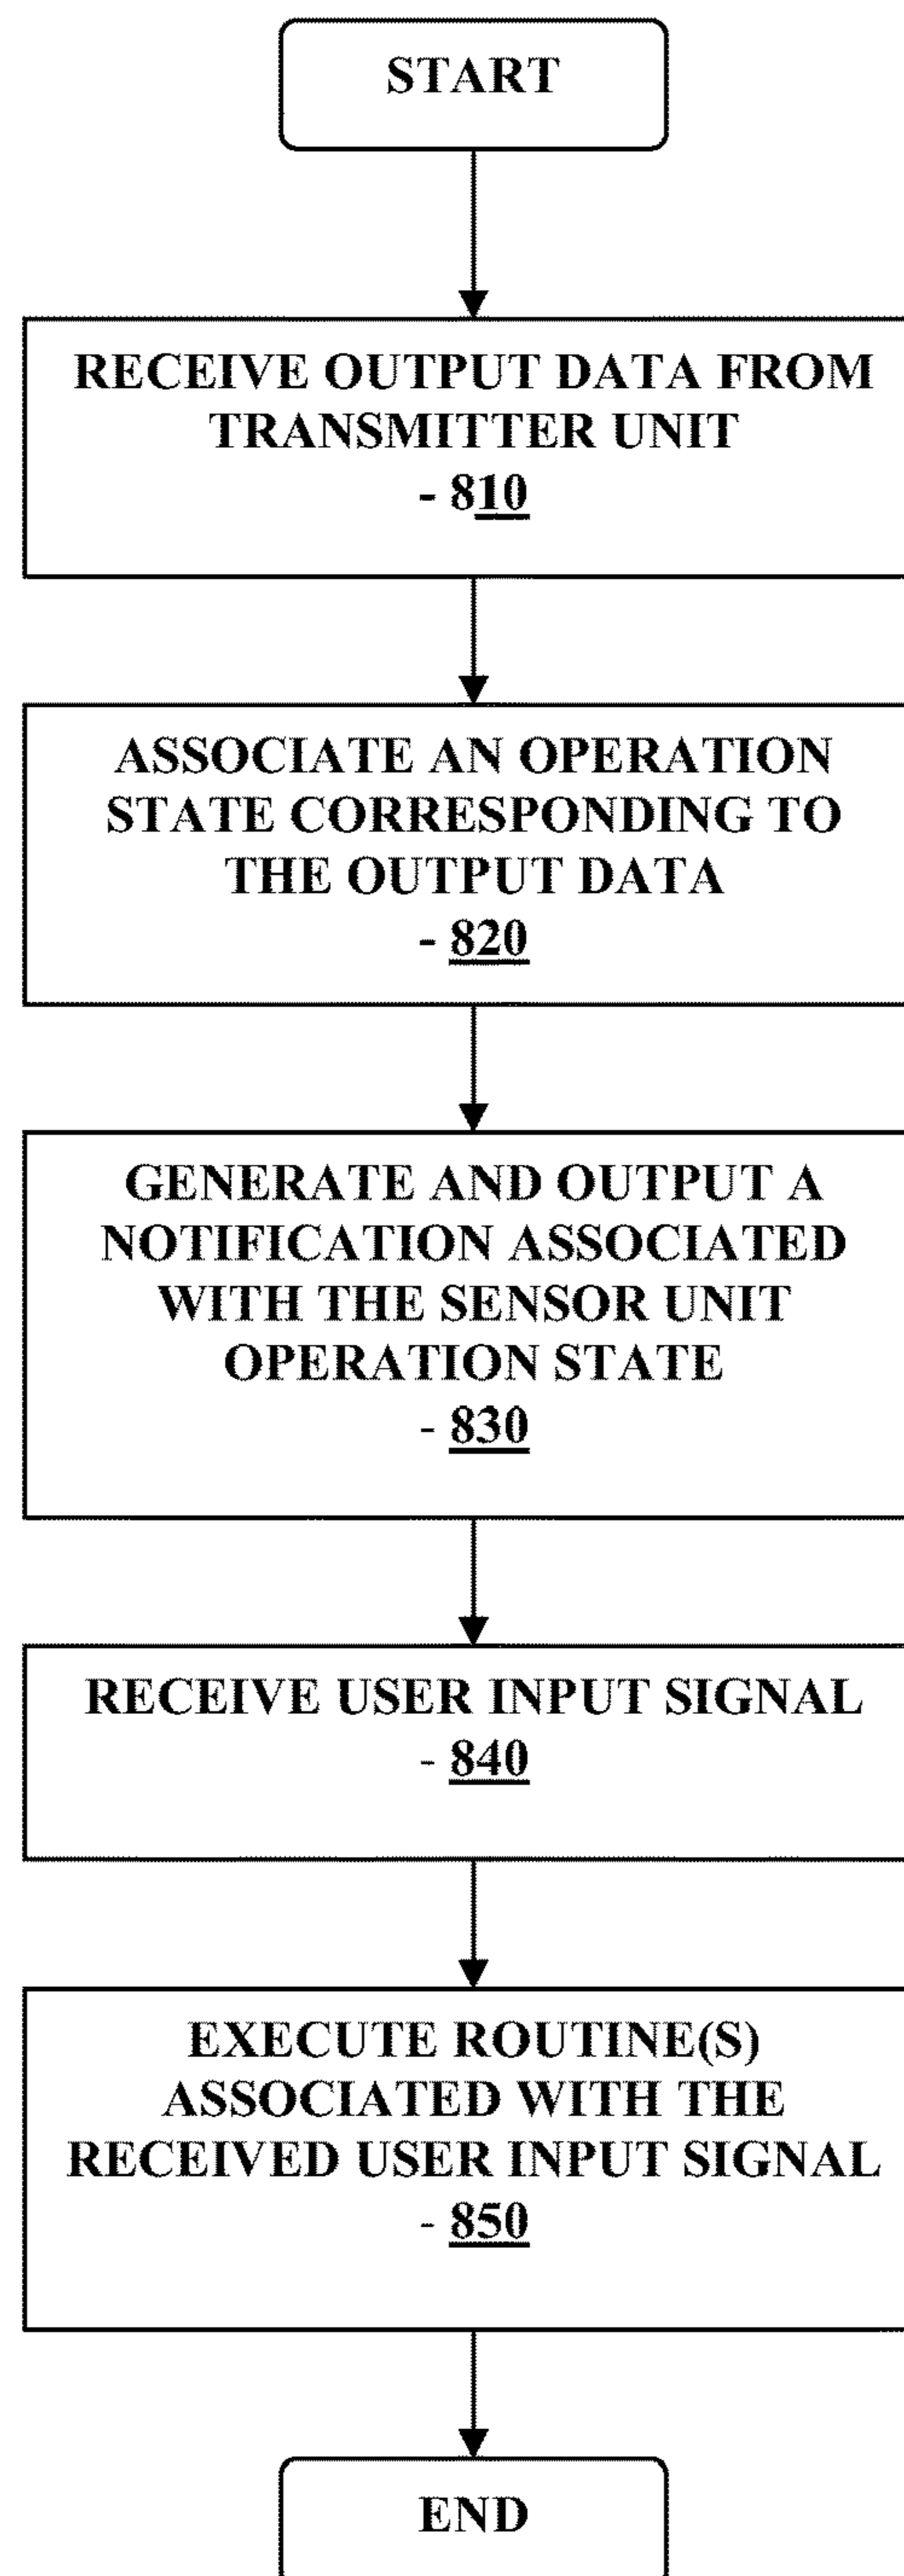 START
RECEIVE OUTPUT DATA FROM
TRANSMITTER UNIT
- 810
ASSOCIATE AN OPERATION
STATE CORRESPONDING TO
THE OUTPUT DATA
- 820
GENERATE AND OUTPUT A
NOTIFICATION ASSOCIATED
WITH THE SENSOR UNIT
OPERATION STATE
- 830
RECEIVE USER INPUT SIGNAL
- 840
EXECUTE ROUTINE(S)
ASSOCIATED WITH THE
RECEIVED USER INPUT SIGNAL
- 850
END